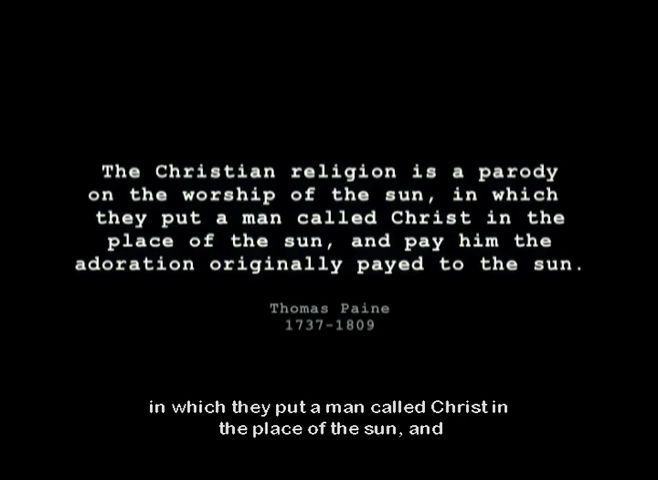 The Christian religion is a parody
on the worship of the sun, in which
they put a man called Christ in the
place of the sun, and pay him the
adoration originally payed to the sun.
Thomas Paine
1737-1809
in which they put a man called Christ in
the place of the sun, and